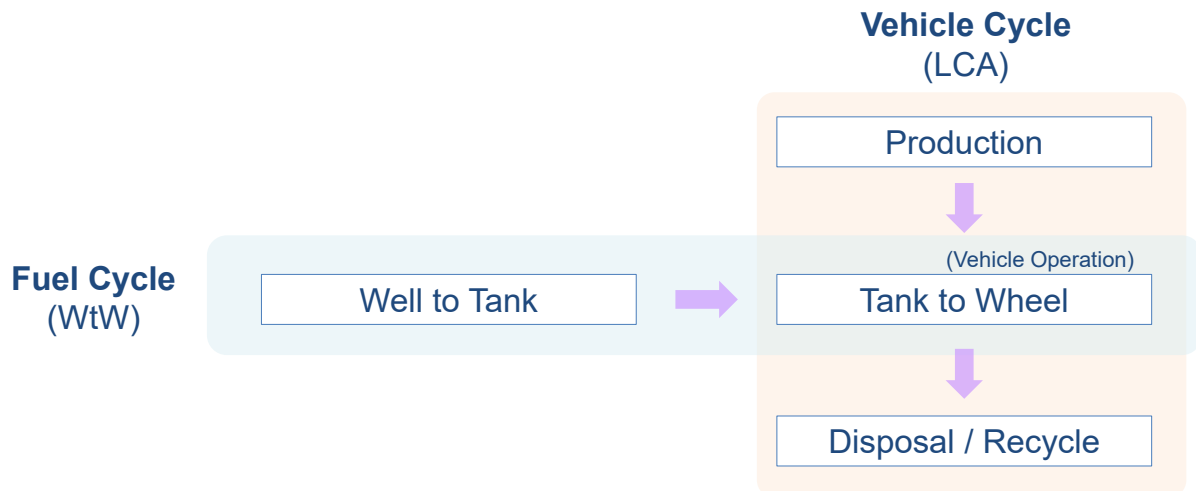 Vehicle Cycle
(LCA)
Production
(Vehicle Operation)
Fuel Cycle
(WtW)
Well to Tank
Tank to Wheel
Disposal / Recycle